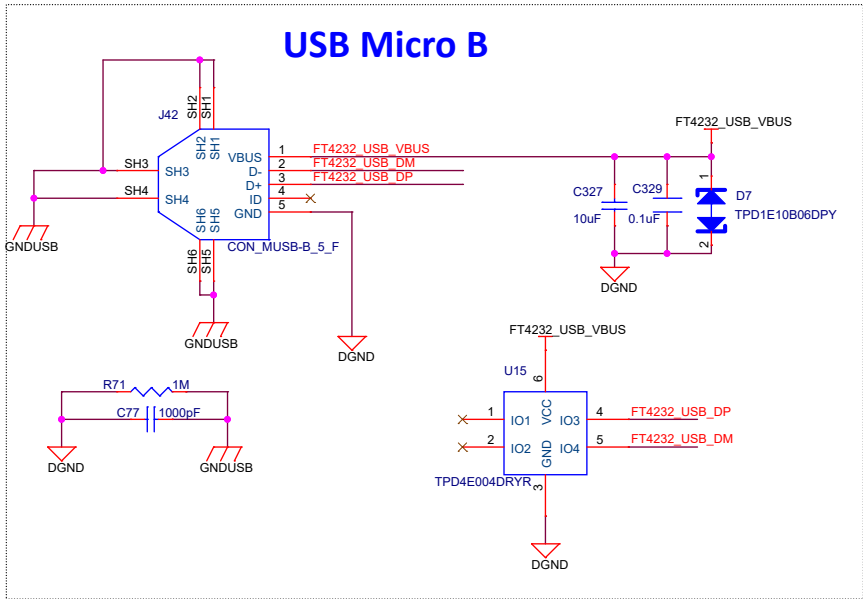 USB Micro B
J42
SH2
SH1
SH2
SH1
SH3
SH3
SH4
SH4
SH6
SH5
SH6
SH5
VBUS
D-
D+
ID
GND
1
2
3
4
5
FT4232_USB_VBUS
FT4232_USB_DM
FT4232_USB_DP
CON_MUSB-B_5_F
GNDUSB
GNDUSB
DGND
FT4232_USB_VBUS
C327
10uF
C329
0.1uF
1
2
D7
TPD1E10B06DPY
DGND
R71
1M
C77
1000pF
DGND
GNDUSB
FT4232_USB_VBUS
U15
6
1
IO1
VCC
IO3
4
FT4232_USB_DP
2
IO2
GND
IO4
5
FT4232_USB_DM
TPD4E004DRYR
3
DGND